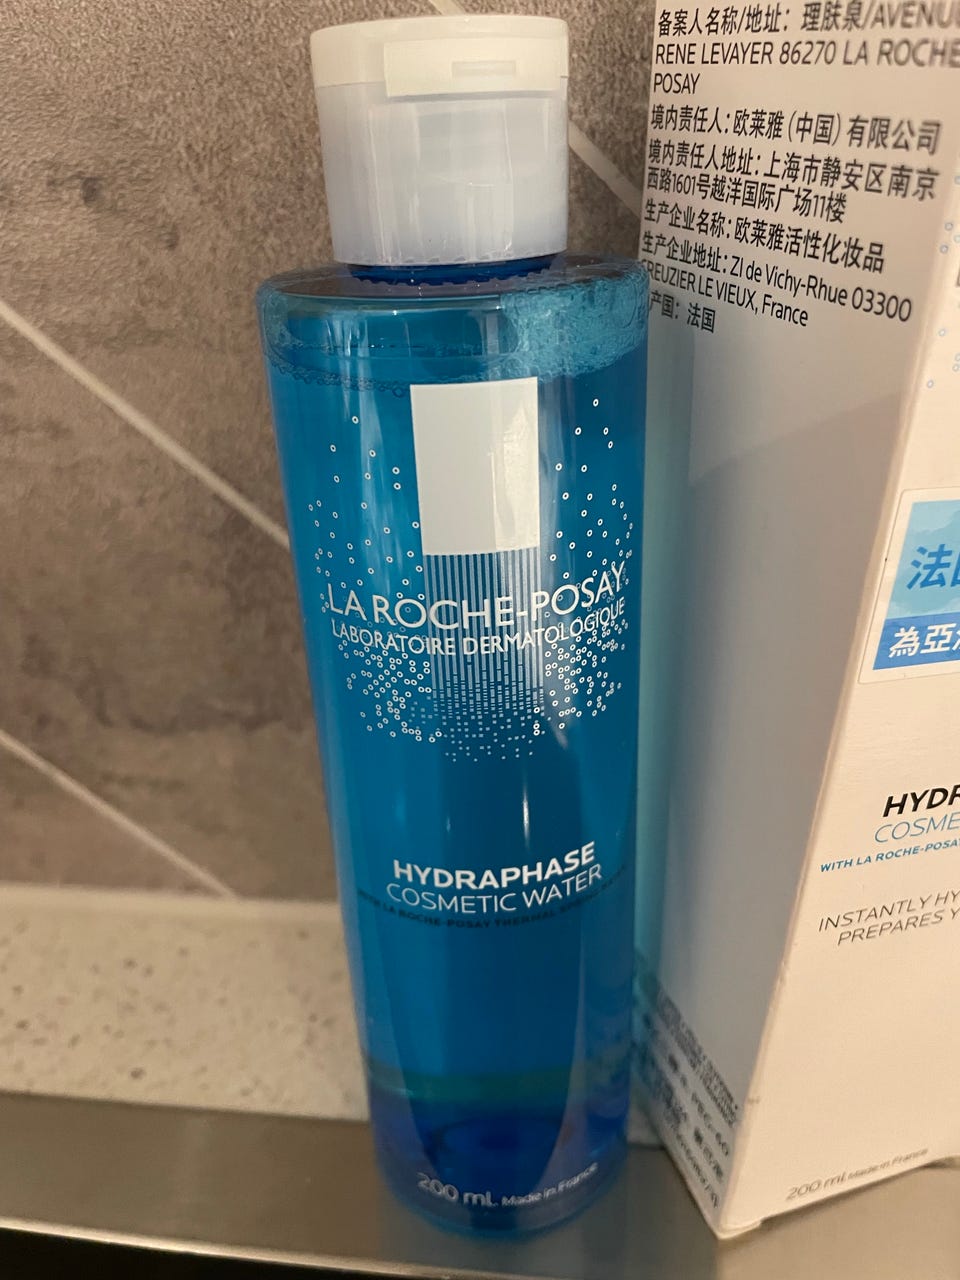 LA ROCHE-POSAY
LABORATOIRE DERMATOLOGIQUE
HYDRAPHASE
COSMETIC WATER
WITH LA ROCHE-POSAY THERMAL
200 ml Made in France
备案人名称/地址：理肤泉/AVENU
RENE LEVAYER 86270 LA ROCHE
POSAY
境内责任人：欧莱雅（中国）有限公司
境内责任人地址：上海市静安区南京
西路1601号越洋国际广场11楼
生产企业名称：欧莱雅活性化妆品
生产企业地址：ZI de Vichy-Rhue 03300
CREUZIER LE VIEUX, France
产国：法国
法
為亞
HYDR
COSME
WITH LA ROCHE-POSA
INSTANTLY HY
PREPARES Y
200 ml Made in France